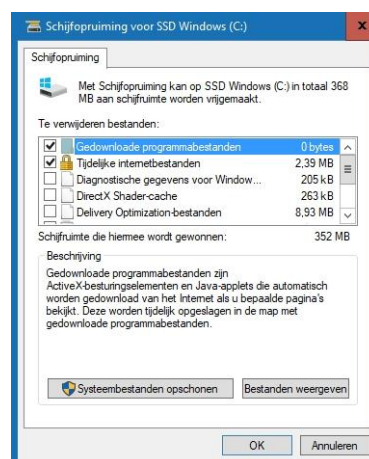 Schijfopruiming voor SSD Windows (C:)
x
Schijfopruiming
Met Schijfopruiming kan op SSD Windows (C:) in totaal 368
MB aan schijfruimte worden vrijgemaakt.
Te verwijderen bestanden:
Gedownloade programmabestanden 0 bytes
Tijdelijke internetbestanden 2,39 MB
Diagnostische gegevens voor Window... 205 kB
DirectX Shader-cache 263 kB
Delivery Optimization-bestanden 8,93 MB
Schijfruimte die hiermee wordt gewonnen: 352 MB
Beschrijving
Gedownloade programmabestanden zijn
ActiveX-besturingselementen en Java-applets die automatisch
worden gedownload van het Internet als u bepaalde pagina's
bekijkt. Deze worden tijdelijk opgeslagen in de map met
gedownloade programmabestanden.
Systeembestanden opschonen Bestanden weergeven
OK Annuleren